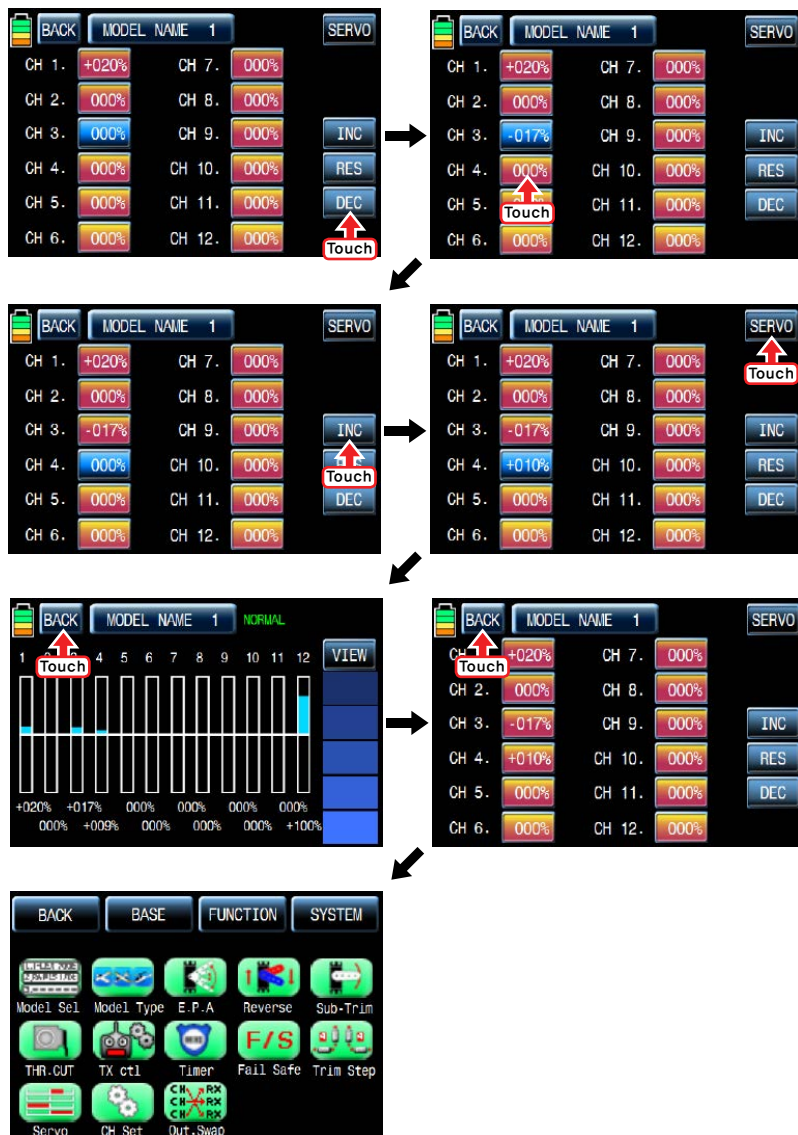 BACK MODEL NAME 1 SERVO
CH 1. +020% CH 7. 000%
CH 2. 000% CH 8. 000%
CH 3. 000% CH 9. 000% INC
CH 4. 000% CH 10. 000% RES
CH 5. 000% CH 11. 000% DEC
CH 6. 000% CH 12. 000% Touch
BACK MODEL NAME 1 SERVO
CH 1. +020% CH 7. 000%
CH 2. 000% CH 8. 000%
CH 3. -017% CH 9. 000% INC
CH 4. 000% CH 10. 000% RES
CH 5. Touch CH 11. 000% DEC
CH 6. 000% CH 12. 000%
BACK MODEL NAME 1 SERVO
CH 1. +020% CH 7. 000%
CH 2. 000% CH 8. 000%
CH 3. -017% CH 9. 000% INC
CH 4. 000% CH 10. 000% Touch
CH 5. 000% CH 11. 000% DEC
CH 6. 000% CH 12. 000%
BACK MODEL NAME 1 SERVO
CH 1. +020% CH 7. 000% Touch
CH 2. 000% CH 8. 000%
CH 3. -017% CH 9. 000% INC
CH 4. +010% CH 10. 000% RES
CH 5. 000% CH 11. 000% DEC
CH 6. 000% CH 12. 000%
BACK MODEL NAME 1 NORMAL
1 Touch 4 5 6 7 8 9 10 11 12 VIEW
+020% +017% 000% 000% 000% 000%
000% +009% 000% 000% 000% +100%
BACK MODEL NAME 1 SERVO
Touch +020% CH 7. 000%
CH 2. 000% CH 8. 000%
CH 3. -017% CH 9. 000% INC
CH 4. +010% CH 10. 000% RES
CH 5. 000% CH 11. 000% DEC
CH 6. 000% CH 12. 000%
BACK BASE FUNCTION SYSTEM
Model Sel Model Type E.P.A Reverse Sub-Trim
F/S
THR.CUT TX ctl Timer Fail Safe Trim Step
CH RX
CH RX
CH RX
Servo CH Set Out.Swap